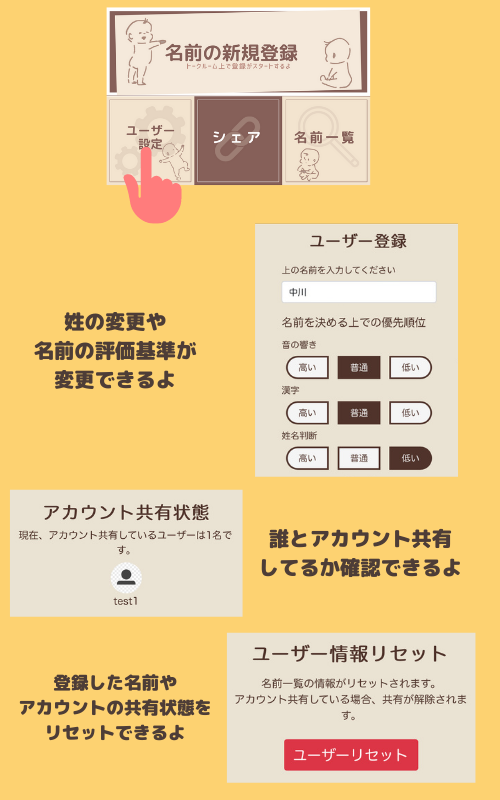 名前の新規登録
トークルーム上で登録がスタートするよ
ユーザー
設定
シェア
名前一覧
ユーザー登録
上の名前を入力してください
中川
名前を決める上での優先順位
音の響き
高い 普通 低い
漢字
高い 普通 低い
姓名判断
高い 普通 低い
姓の変更や
名前の評価基準が
変更できるよ
アカウント共有状態
現在、アカウント共有しているユーザーは1名で
す。
test1
誰とアカウント共有
してるか確認できるよ
ユーザー情報リセット
名前一覧の情報がリセットされます。
アカウント共有している場合、共有が解除されま
す。
ユーザーリセット
登録した名前や
アカウントの共有状態を
リセットできるよ